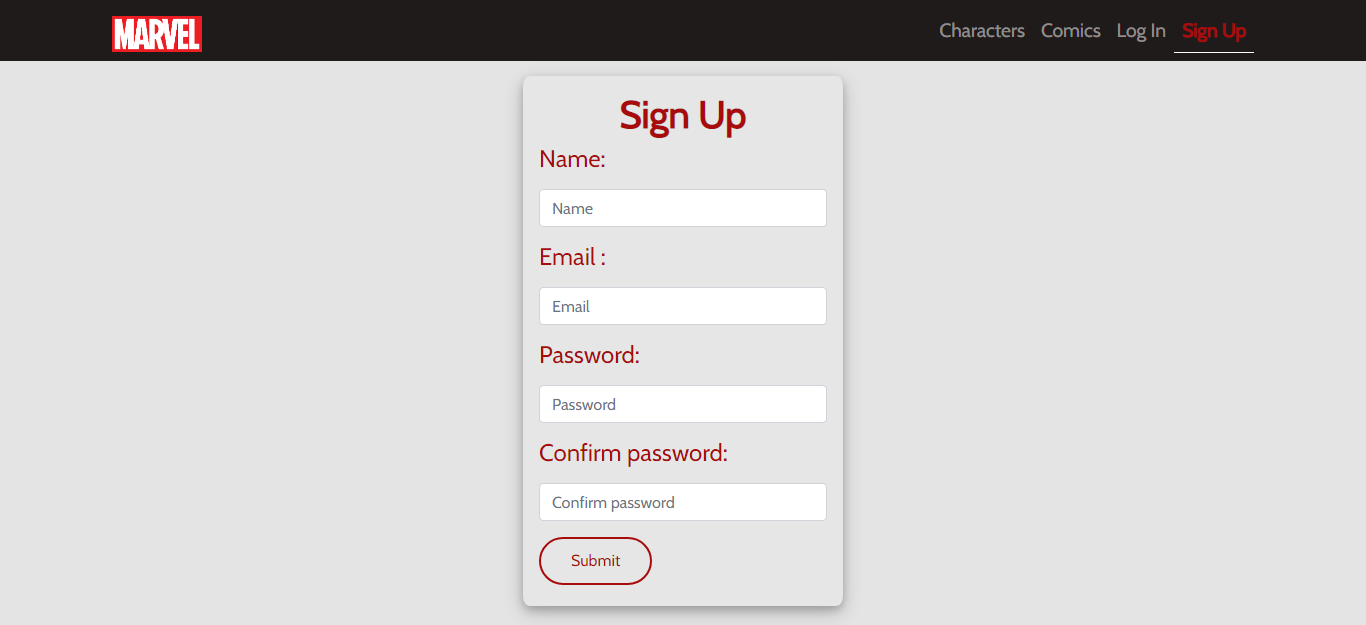 MARVEL Characters Comics Log In Sign Up
Sign Up
Name:
Name
Email :
Email
Password:
Password
Confirm password:
Confirm password
Submit